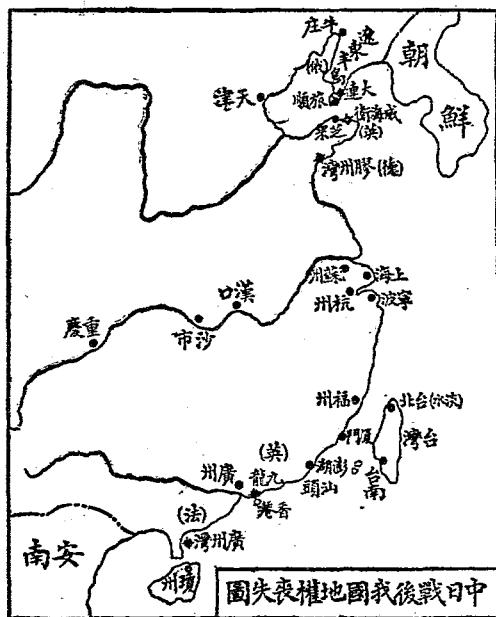 牛庄
遼東半島
(俄)
朝鮮
大連
旅順
天津
威海衛
(英)
芝罘
膠州灣(德)
蘇州
上海
杭州
寧波
漢口
沙市
重慶
福州
台北(淡水)
廈門
台灣
澎湖
台南
汕頭
(英)
九龍
香港
廣州
(法)
廣州灣
安南
瓊州
中日戰後我國地權喪失圖